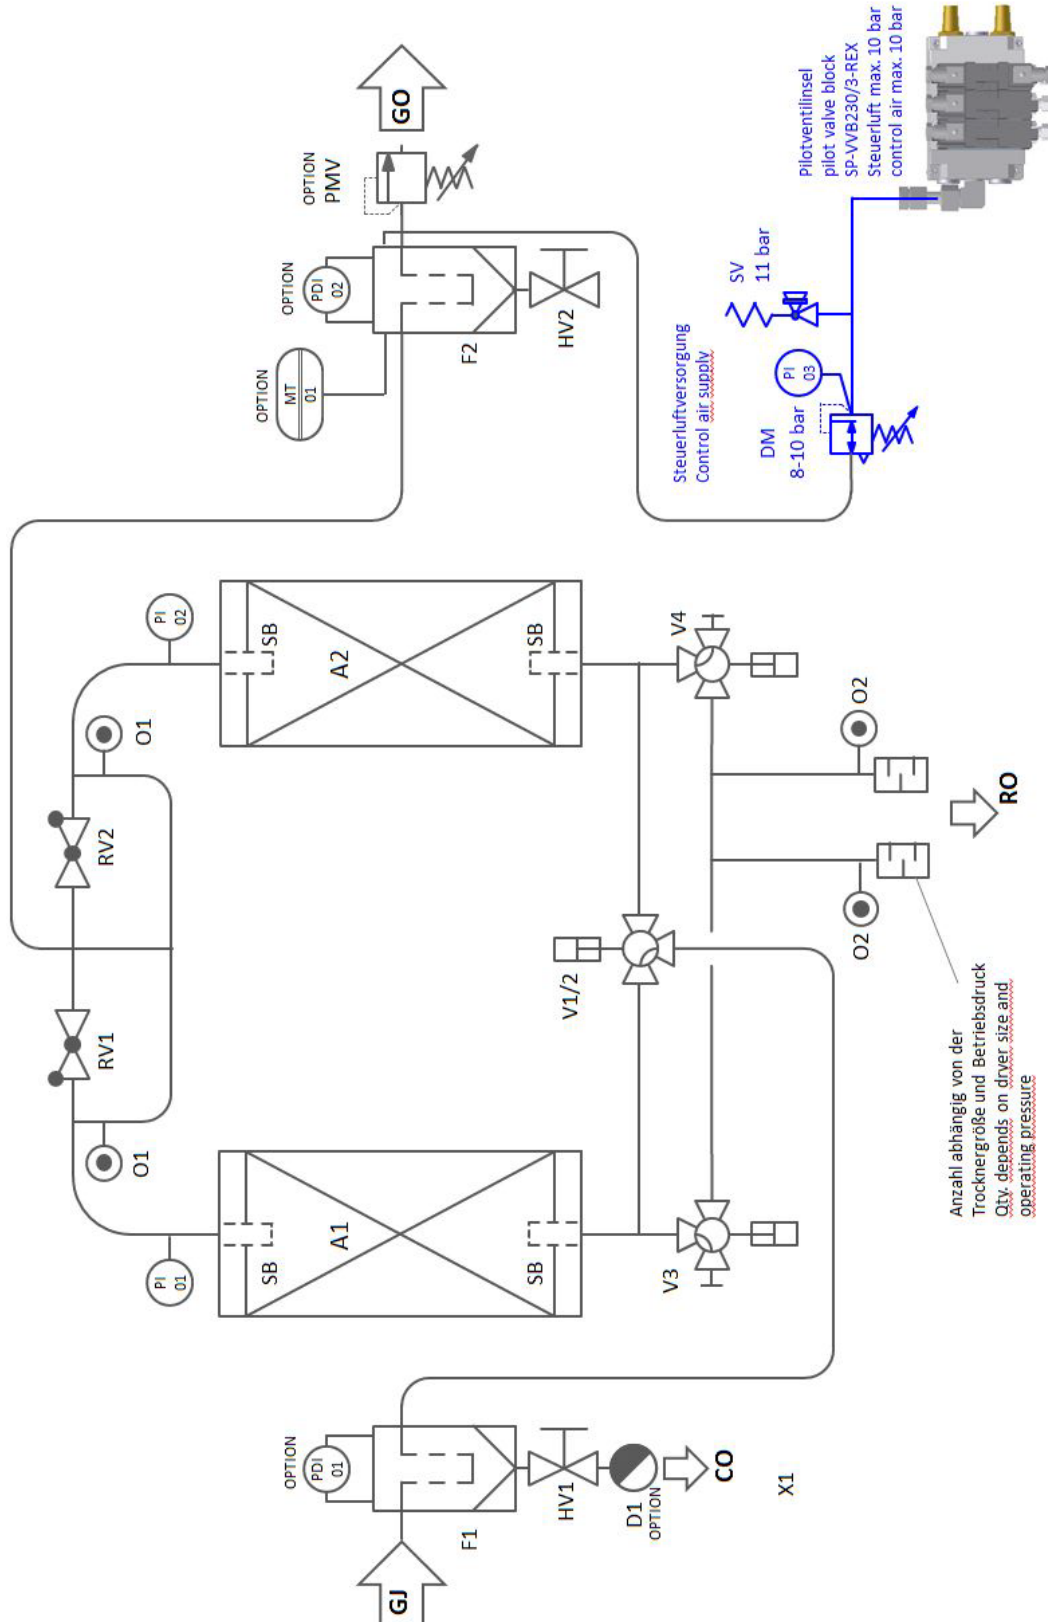 GJ
OPTION
PDI
01
F1
HV1
D1
OPTION
CO
X1
PI
01
SB
A1
SB
O1
RV1
RV2
O1
PI
02
SB
A2
SB
V3
V1/2
V4
O2
O2
RO
Anzahl abhängig von der
Trocknergröße und Betriebsdruck
Qty. depends on dryer size and
operating pressure
OPTION
MT
01
OPTION
PDI
02
F2
HV2
OPTION
PMV
GO
Steuerluftversorgung
Control air supply
DM
8-10 bar
PI
03
SV
11 bar
Pilotventilinsel
pilot valve block
SP-VVB230/3-REX
Steuerluft max. 10 bar
control air max. 10 bar